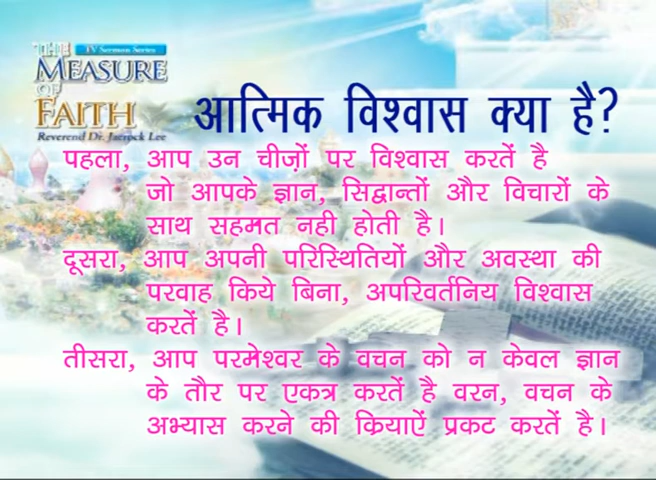 THE
TV Sermon Series
MEASURE
OF
FAITH
Reverend Dr. Jaerock Lee
आत्मिक विश्वास क्या है?
पहला, आप उन चीज़ों पर विश्वास करतें है
जो आपके ज्ञान, सिद्वान्तों और विचारों के
साथ सहमत नही होती है।
दूसरा, आप अपनी परिस्थितियों और अवस्था की
परवाह किये बिना, अपरिवर्तनिय विश्वास
करतें है।
तीसरा, आप परमेश्वर के वचन को न केवल ज्ञान
के तौर पर एकत्र करतें है वरन, वचन के
अभ्यास करने की क्रियाऐं प्रकट करतें है।